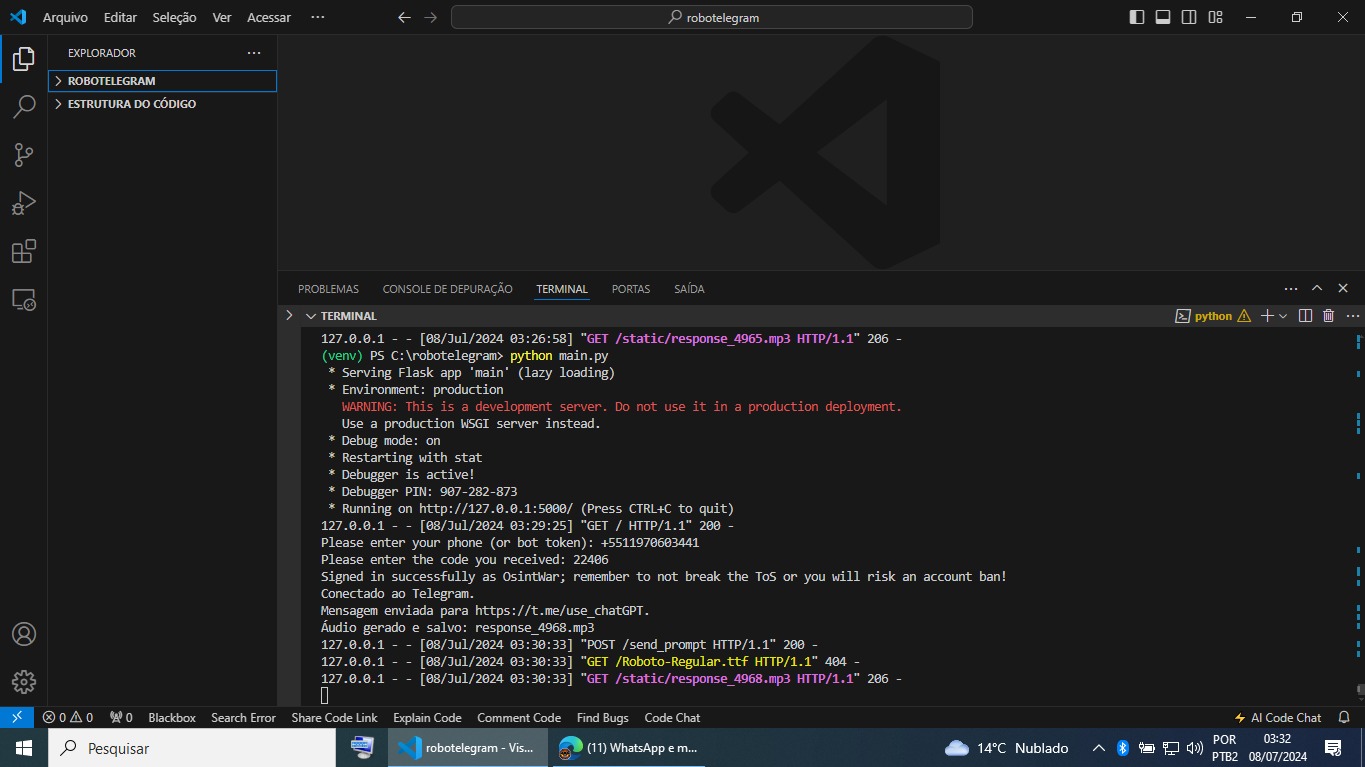 Arquivo Editar Seleção Ver Acessar ··· robotelegram
EXPLORADOR ···
ROBOTELEGRAM
ESTRUTURA DO CÓDIGO
PROBLEMAS CONSOLE DE DEPURAÇÃO TERMINAL PORTAS SAÍDA ···
TERMINAL python ···
127.0.0.1 - - [08/Jul/2024 03:26:58] "GET /static/response_4965.mp3 HTTP/1.1" 206 -
(venv) PS C:\robotelegram> python main.py
* Serving Flask app 'main' (lazy loading)
* Environment: production
WARNING: This is a development server. Do not use it in a production deployment.
Use a production WSGI server instead.
* Debug mode: on
* Restarting with stat
* Debugger is active!
* Debugger PIN: 907-282-873
* Running on http://127.0.0.1:5000/ (Press CTRL+C to quit)
127.0.0.1 - - [08/Jul/2024 03:29:25] "GET / HTTP/1.1" 200 -
Please enter your phone (or bot token): +5511970603441
Please enter the code you received: 22406
Signed in successfully as OsintWar; remember to not break the ToS or you will risk an account ban!
Conectado ao Telegram.
Mensagem enviada para https://t.me/use_chatGPT.
Áudio gerado e salvo: response_4968.mp3
127.0.0.1 - - [08/Jul/2024 03:30:33] "POST /send_prompt HTTP/1.1" 200 -
127.0.0.1 - - [08/Jul/2024 03:30:33] "GET /Roboto-Regular.ttf HTTP/1.1" 404 -
127.0.0.1 - - [08/Jul/2024 03:30:33] "GET /static/response_4968.mp3 HTTP/1.1" 206 -
0 0 0 Blackbox Search Error Share Code Link Explain Code Comment Code Find Bugs Code Chat AI Code Chat
Pesquisar robotelegram - Vis... (11) WhatsApp e m... 14°C Nublado POR 03:32
PTB2 08/07/2024